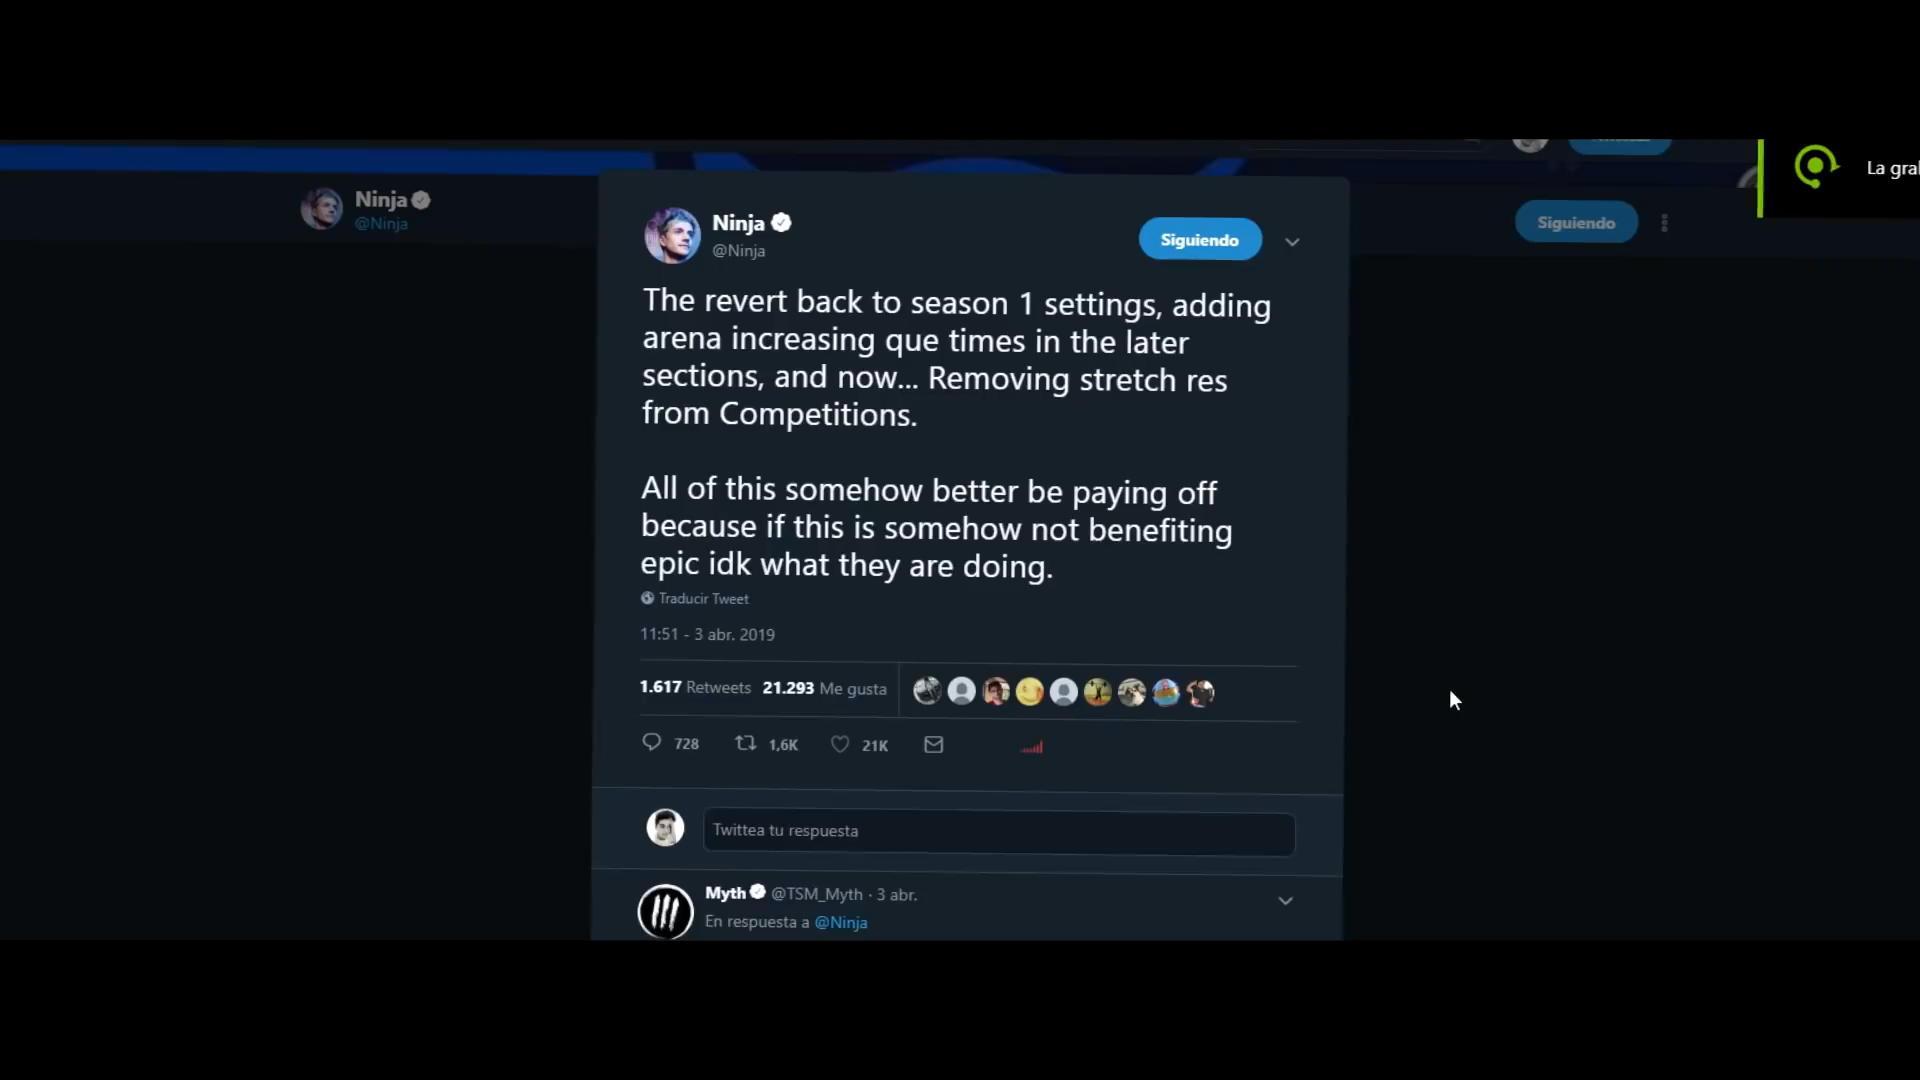 La gra
Ninja
@Ninja
Siguiendo
Ninja
@Ninja
Siguiendo
The revert back to season 1 settings, adding
arena increasing que times in the later
sections, and now... Removing stretch res
from Competitions.
All of this somehow better be paying off
because if this is somehow not benefiting
epic idk what they are doing.
Traducir Tweet
11:51 - 3 abr. 2019
1.617 Retweets 21.293 Me gusta
728 1,6K 21K
Twittea tu respuesta
Myth @TSM_Myth · 3 abr.
En respuesta a @Ninja